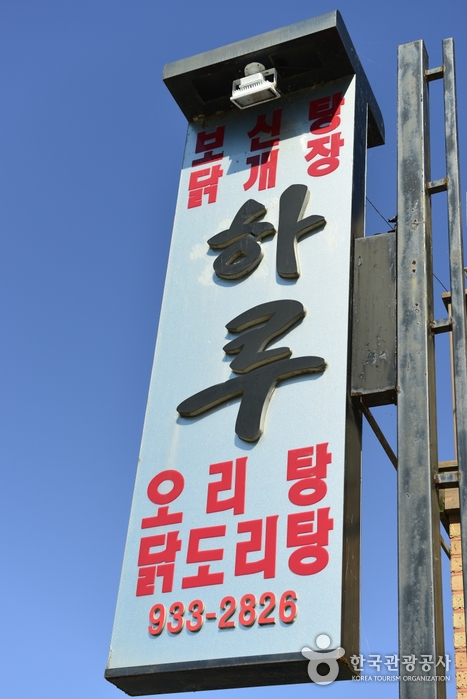 보신탕
닭개장
하루
오리탕
닭도리탕
933-2826
한국관광공사
KOREA TOURISM ORGANIZATION